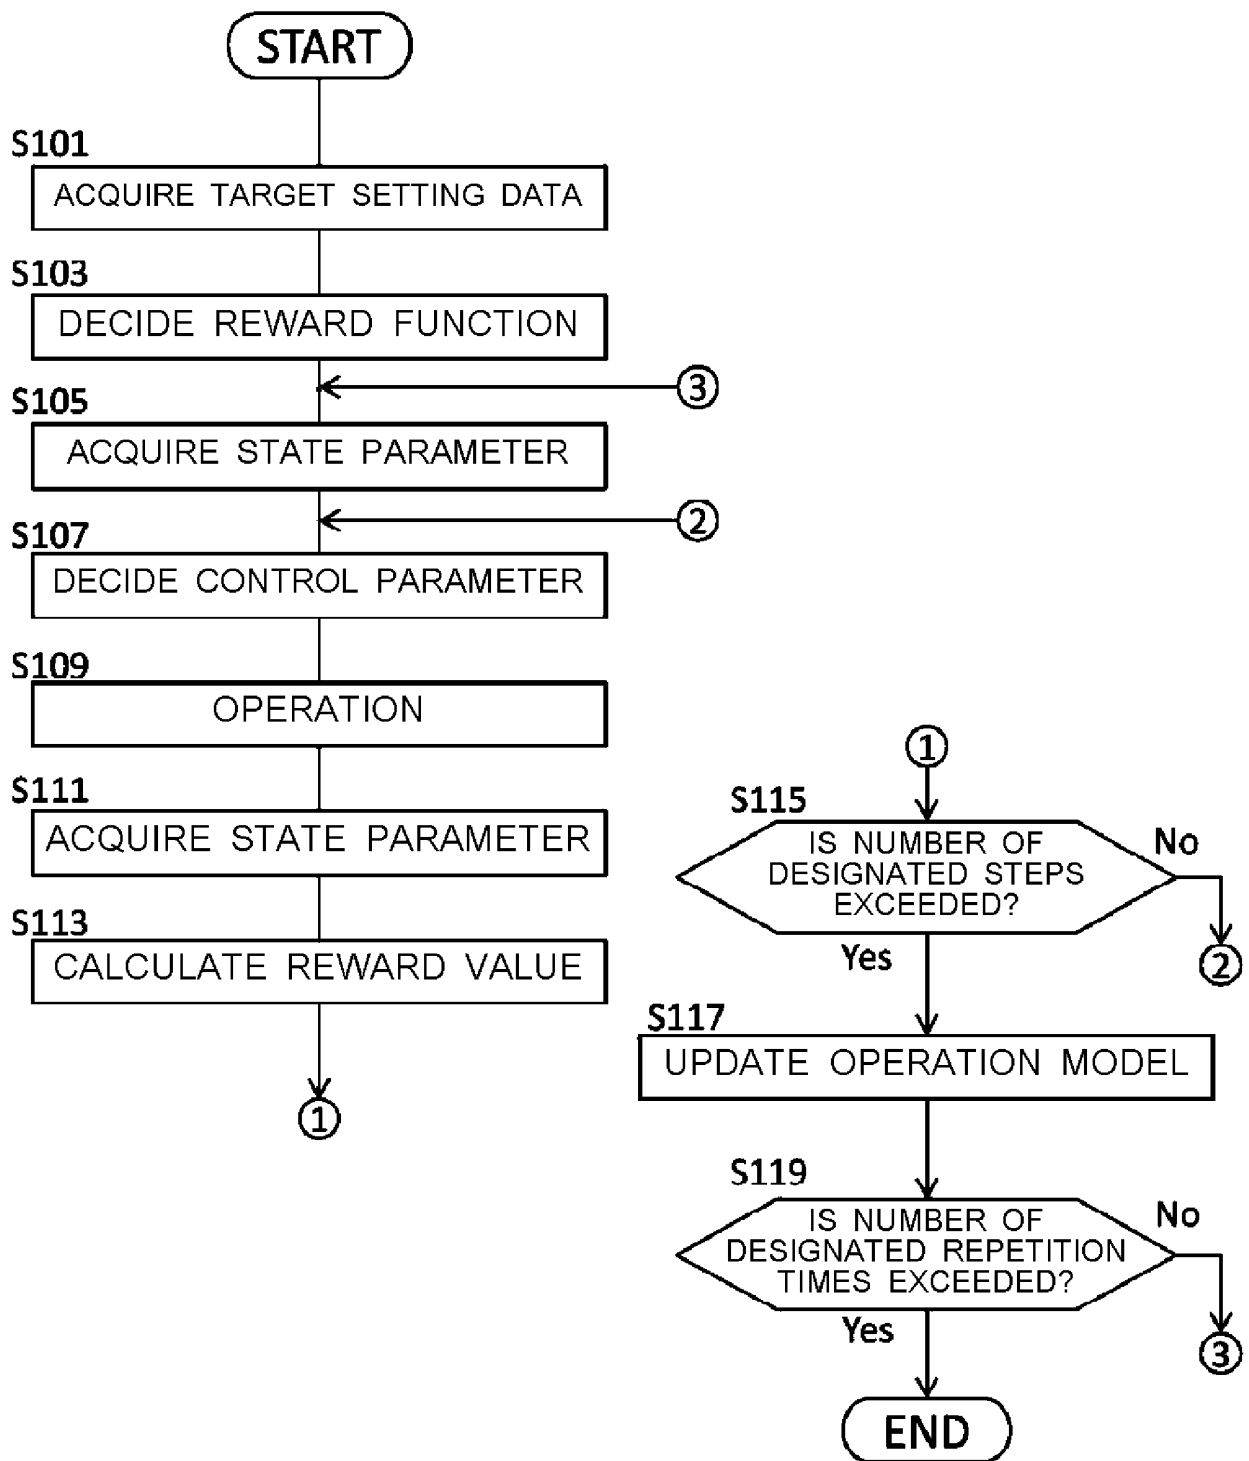 START
S101
ACQUIRE TARGET SETTING DATA
S103
DECIDE REWARD FUNCTION
3
S105
ACQUIRE STATE PARAMETER
2
S107
DECIDE CONTROL PARAMETER
S109
OPERATION
S111
ACQUIRE STATE PARAMETER
S113
CALCULATE REWARD VALUE
1
1
S115
IS NUMBER OF
DESIGNATED STEPS
EXCEEDED?
No
Yes
2
S117
UPDATE OPERATION MODEL
S119
IS NUMBER OF
DESIGNATED REPETITION
TIMES EXCEEDED?
No
Yes
3
END